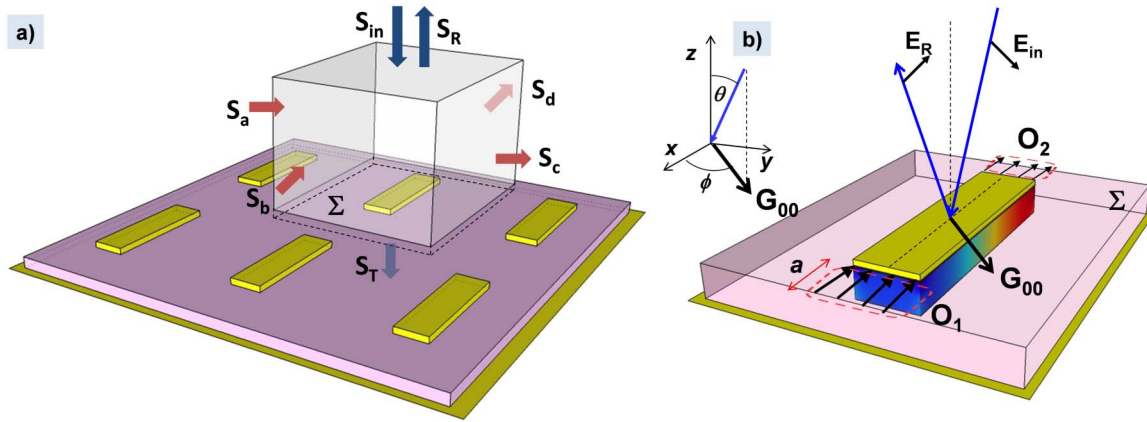 a)
S_in
S_R
S_a
S_d
S_b
S_c
Σ
S_T
b)
z
θ
x
y
ϕ
G_00
E_R
E_in
O_2
Σ
a
G_00
O_1